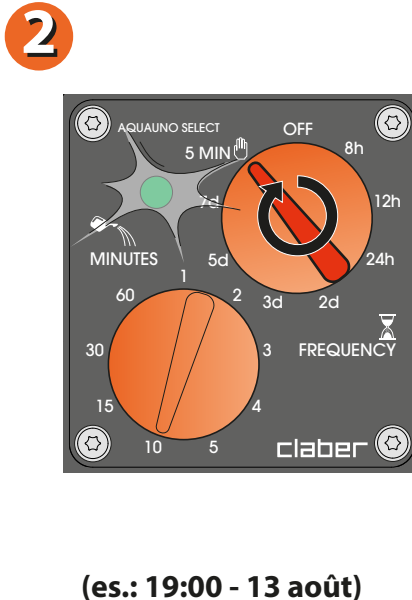 2
AQUAUNO SELECT
OFF
5 MIN
8h
7d
12h
MINUTES
5d
24h
1
60
2
3d
2d
30
3
FREQUENCY
15
4
10
5
claber
(es.: 19:00 - 13 août)